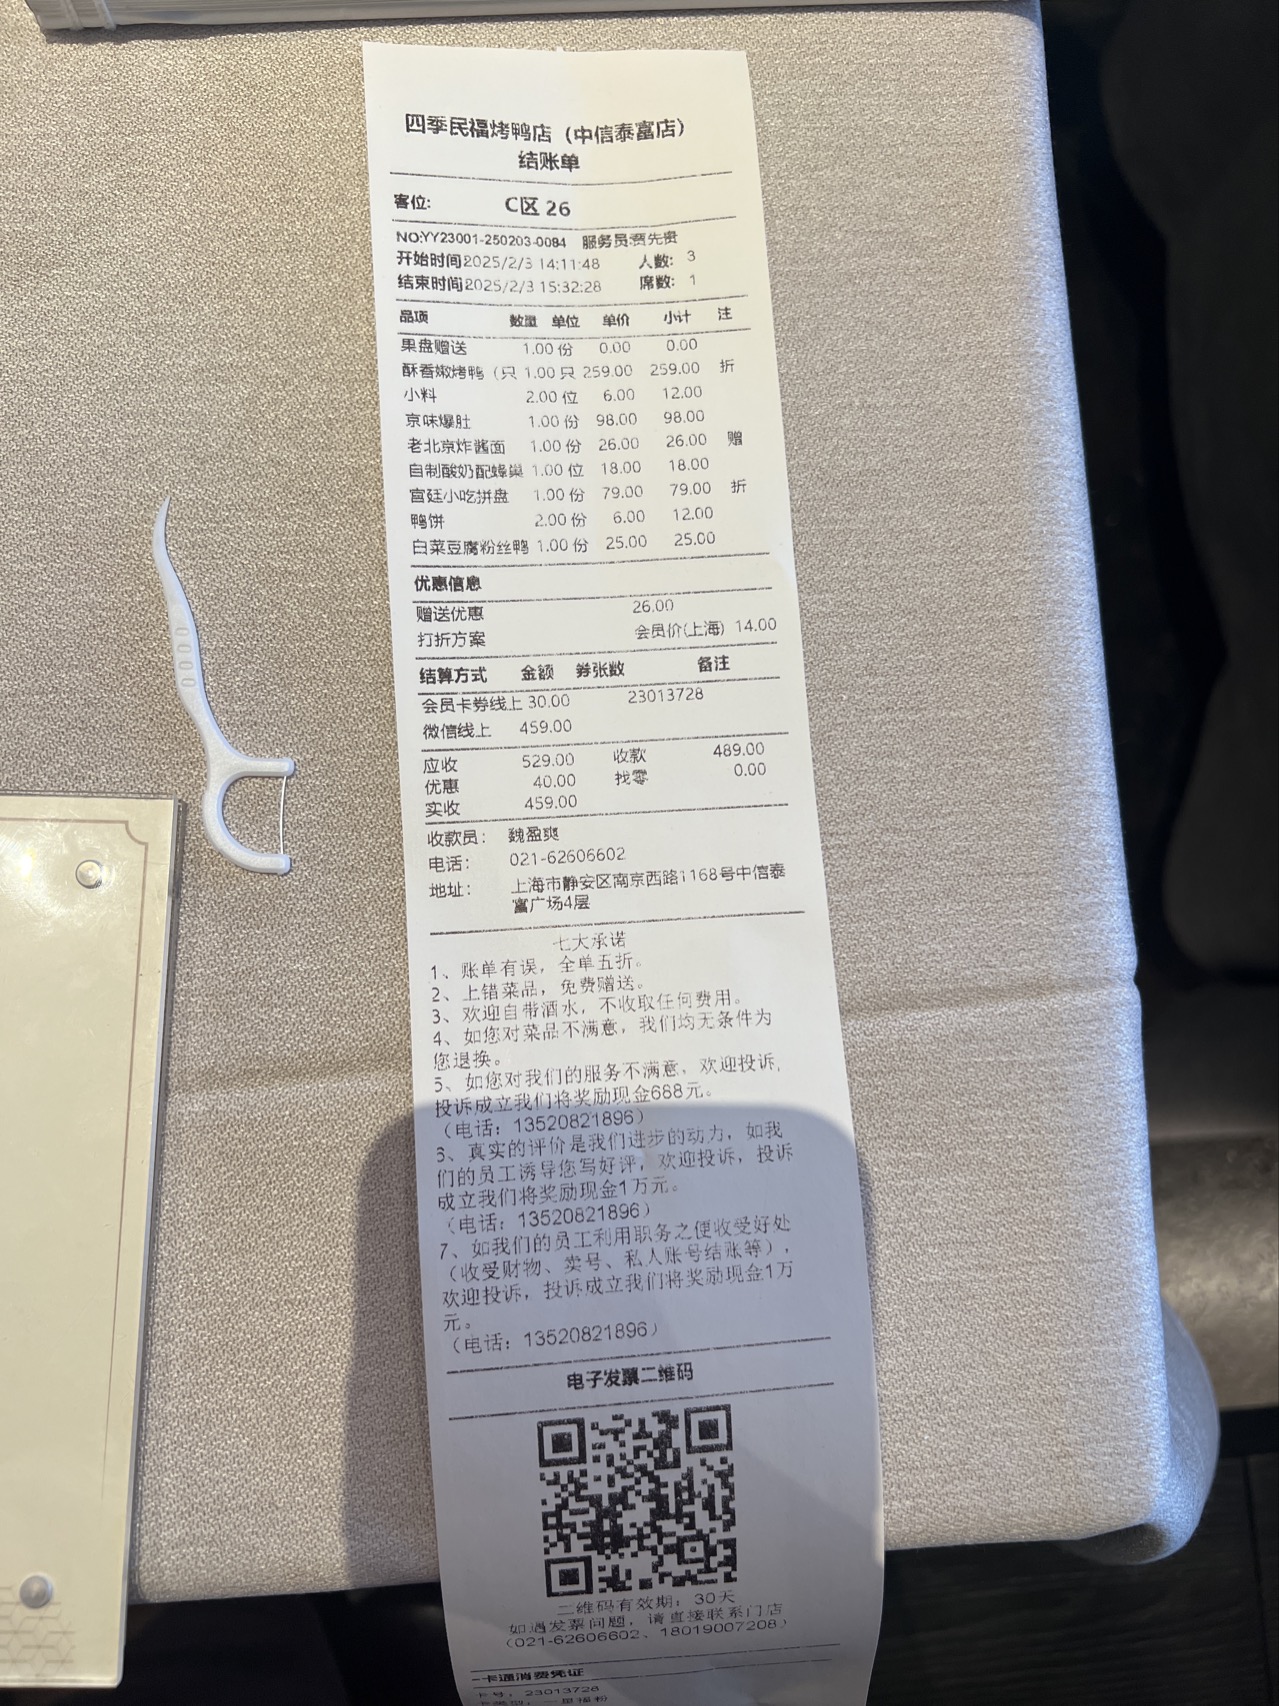 四季民福烤鸭店（中信泰富店）
结账单
客位： C区 26
NO:YY23001-250203-0084 服务员:贾先贵
开始时间2025/2/3 14:11:48 人数： 3
结束时间2025/2/3 15:32:28 席数： 1
品项 数量 单位 单价 小计 注
果盘赠送 1.00 份 0.00 0.00
酥香嫩烤鸭（只 1.00 只 259.00 259.00 折
小料 2.00 位 6.00 12.00
京味爆肚 1.00 份 98.00 98.00
老北京炸酱面 1.00 份 26.00 26.00 赠
自制酸奶配蜂巢 1.00 位 18.00 18.00
宫廷小吃拼盘 1.00 份 79.00 79.00 折
鸭饼 2.00 份 6.00 12.00
白菜豆腐粉丝鸭 1.00 份 25.00 25.00
优惠信息
赠送优惠 26.00
打折方案 会员价(上海) 14.00
结算方式 金额 券张数 备注
会员卡券线上 30.00 23013728
微信线上 459.00
应收 529.00 收款 489.00
优惠 40.00 找零 0.00
实收 459.00
收款员： 魏盈爽
电话： 021-62606602
地址： 上海市静安区南京西路1168号中信泰
富广场4层
七大承诺
1、账单有误，全单五折。
2、上错菜品，免费赠送。
3、欢迎自带酒水，不收取任何费用。
4、如您对菜品不满意，我们均无条件为
您退换。
5、如您对我们的服务不满意，欢迎投诉，
投诉成立我们将奖励现金688元。
（电话：13520821896）
6、真实的评价是我们进步的动力，如我
们的员工诱导您写好评，欢迎投诉，投诉
成立我们将奖励现金1万元。
（电话：13520821896）
7、如我们的员工利用职务之便收受好处
（收受财物、卖号、私人账号结账等），
欢迎投诉，投诉成立我们将奖励现金1万
元。
（电话：13520821896）
电子发票二维码
二维码有效期：30天
如遇发票问题，请直接联系门店
（021-62606602、18019007208）
一卡通消费凭证
卡号：23013728